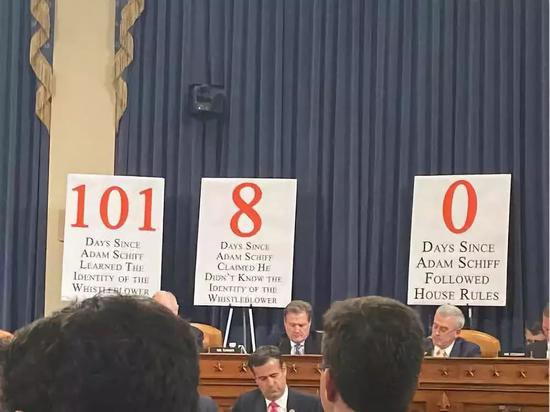 101
Days Since
Adam Schiff
Learned The
Identity of the
Whistleblower
8
Days Since
Adam Schiff
Claimed He
Didn't Know the
Identity of the
Whistleblower
0
Days Since
Adam Schiff
Followed
House Rules